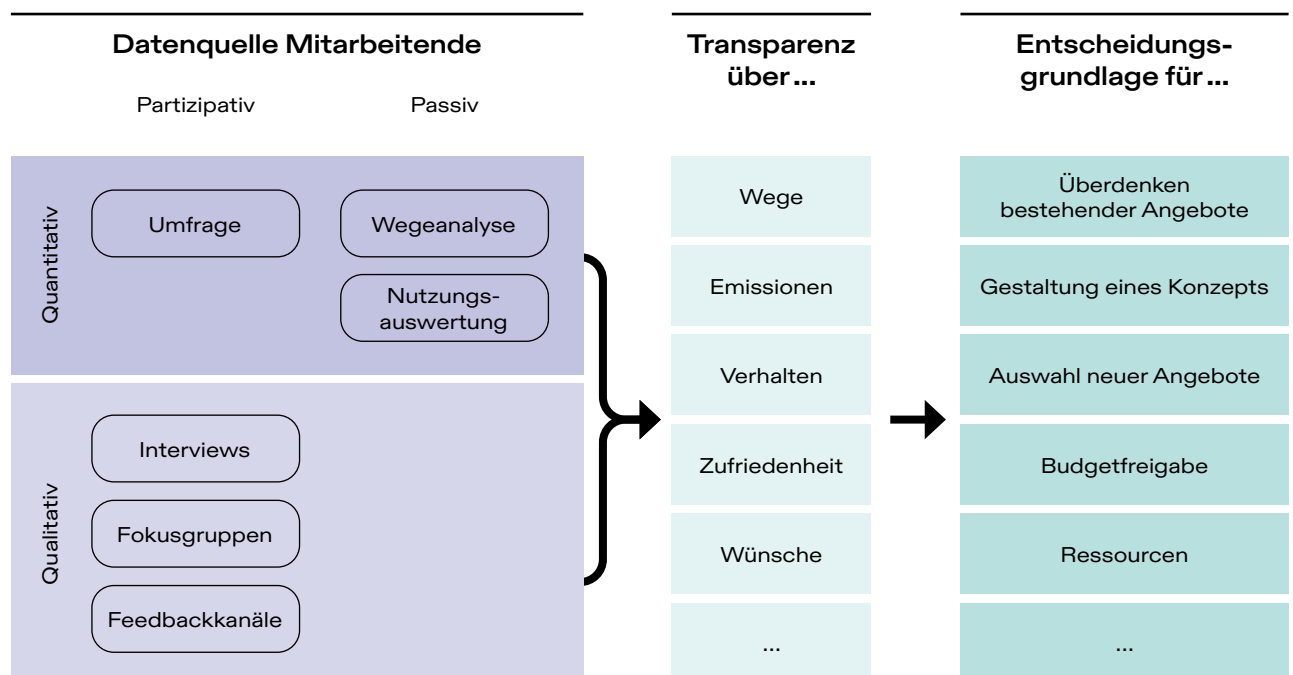 Datenquelle Mitarbeitende
Partizipativ
Passiv
Quantitativ
Umfrage
Wegeanalyse
Nutzungs-
auswertung
Qualitativ
Interviews
Fokusgruppen
Feedbackkanäle
Transparenz
über ...
Wege
Emissionen
Verhalten
Zufriedenheit
Wünsche
...
Entscheidungs-
grundlage für ...
Überdenken
bestehender Angebote
Gestaltung eines Konzepts
Auswahl neuer Angebote
Budgetfreigabe
Ressourcen
...